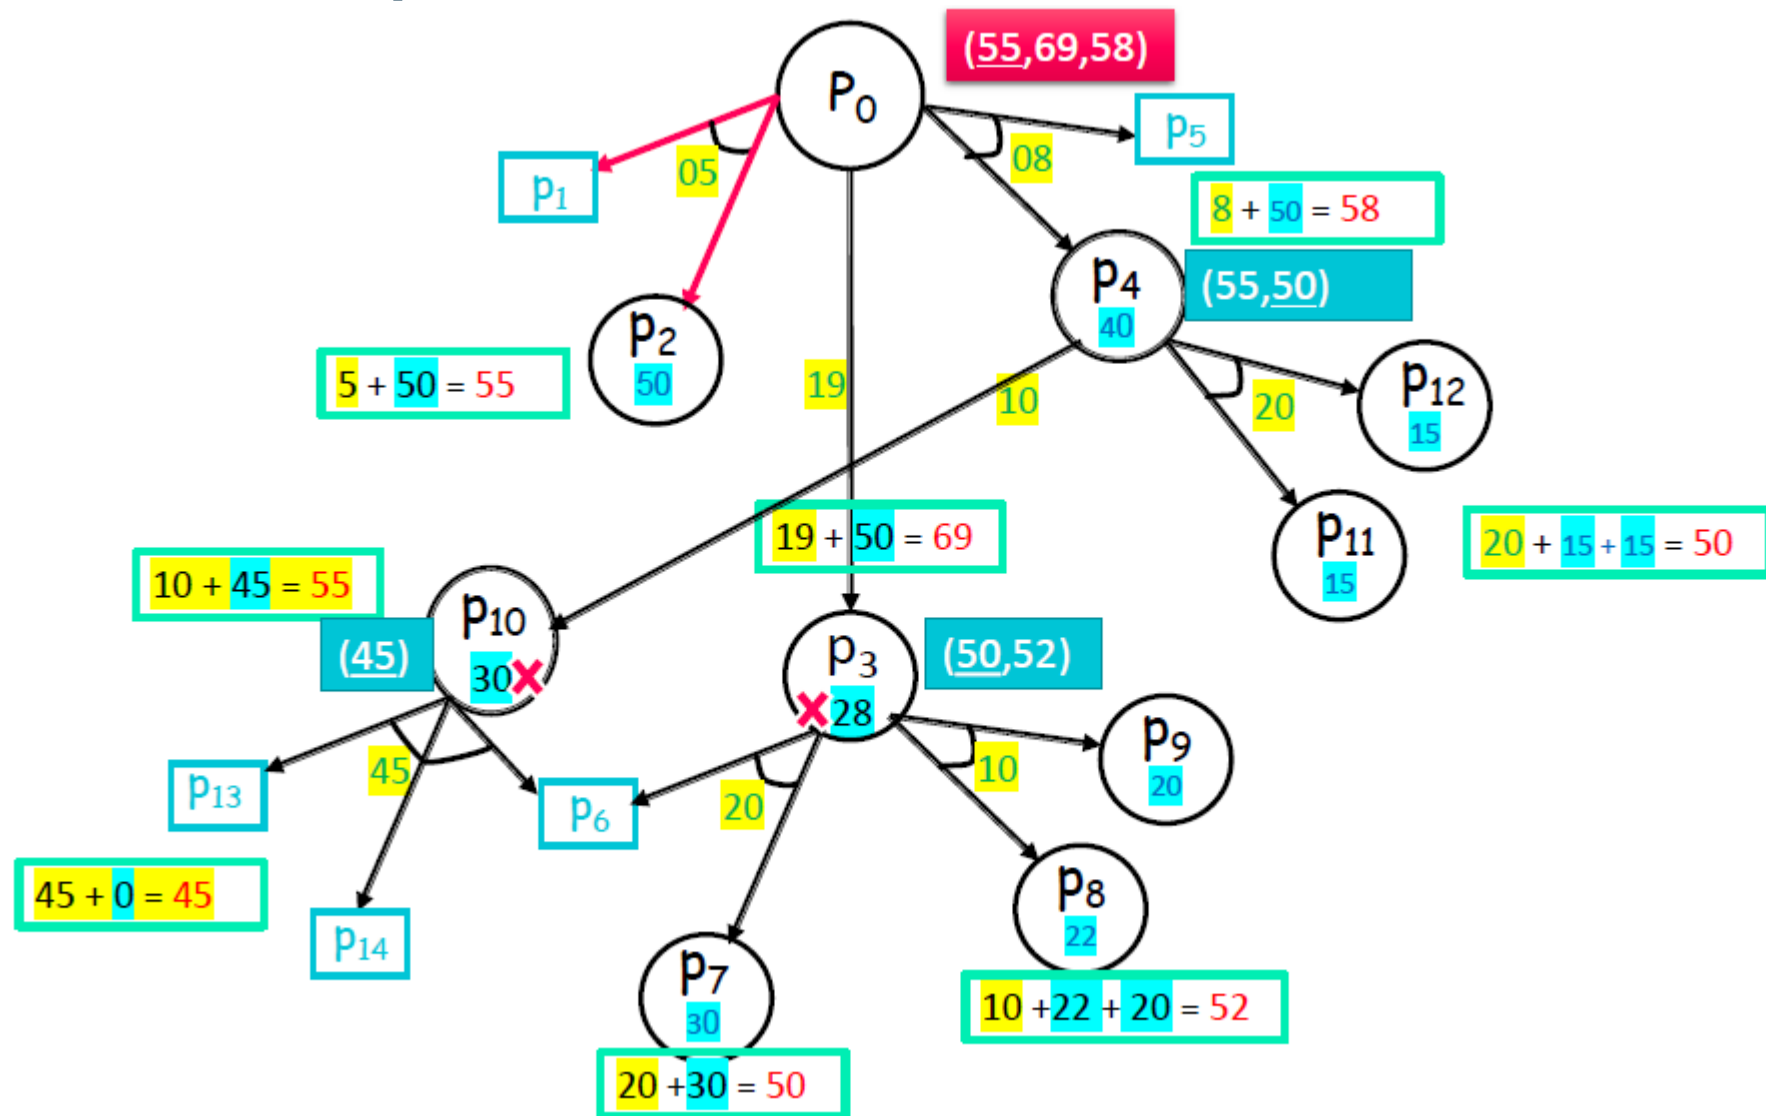 P0
(55,69,58)
p5
05
08
p1
8 + 50 = 58
p4
40
(55,50)
p2
50
5 + 50 = 55
19
10
20
p12
15
19 + 50 = 69
p11
15
20 + 15 + 15 = 50
10 + 45 = 55
p10
30
(45)
p3
28
(50,52)
45
p13
p6
20
10
p9
20
45 + 0 = 45
p14
p8
22
p7
30
10 +22 + 20 = 52
20 +30 = 50